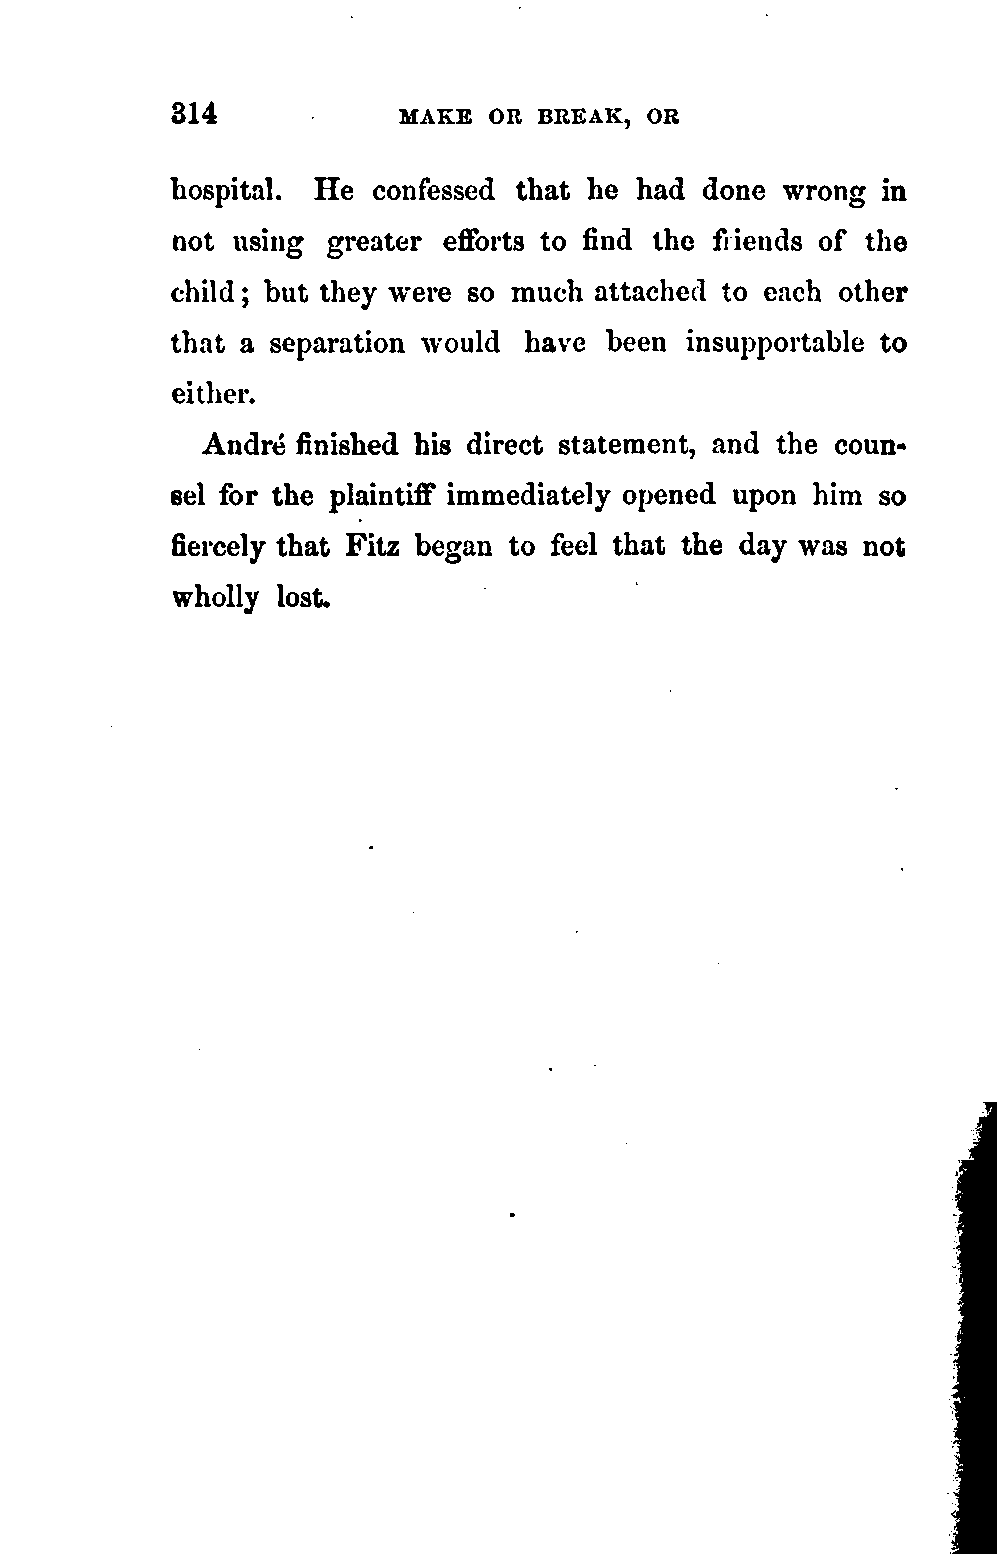 314 MAKE OR BREAK, OR
hospital. He confessed that he had done wrong in
not using greater efforts to find the friends of the
child; but they were so much attached to each other
that a separation would have been insupportable to
either.
André finished his direct statement, and the coun-
sel for the plaintiff immediately opened upon him so
fiercely that Fitz began to feel that the day was not
wholly lost.